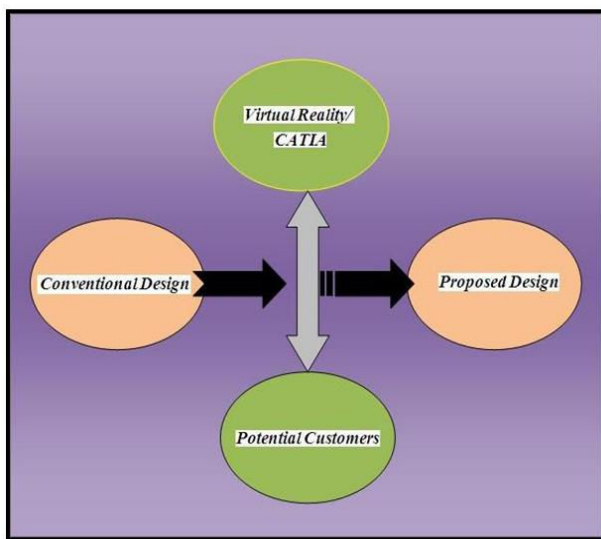 Virtual Reality/
CATIA
Conventional Design
Proposed Design
Potential Customers